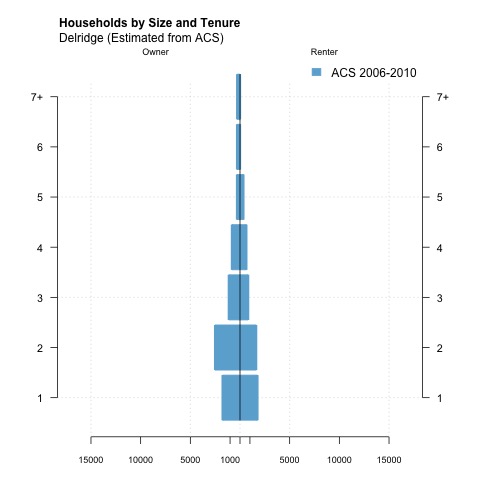 Households by Size and Tenure
Delridge (Estimated from ACS)
Owner Renter
ACS 2006-2010
7+ 7+
6 6
5 5
4 4
3 3
2 2
1 1
15000 10000 5000 1000 5000 10000 15000